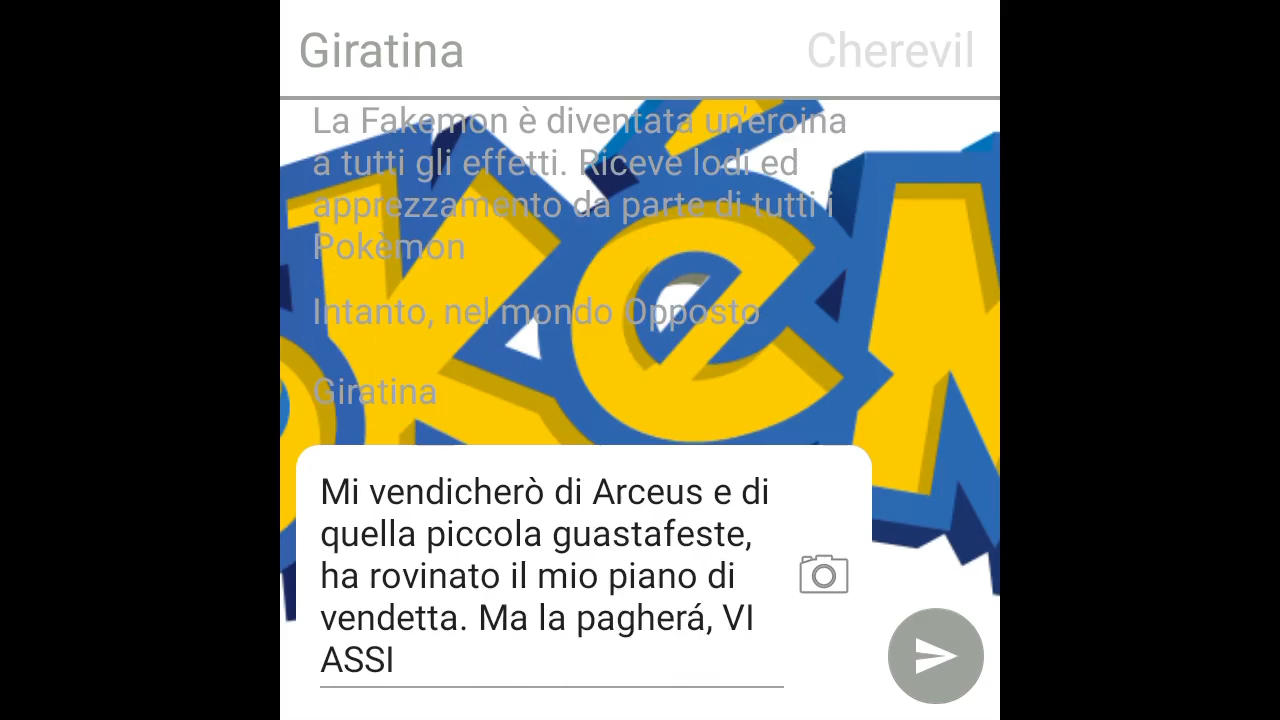 Giratina
Cherevil
La Fakemon è diventata un'eroina
a tutti gli effetti. Riceve lodi ed
apprezzamento da parte di tutti i
Pokèmon
Intanto, nel mondo Opposto
Giratina
Mi vendicherò di Arceus e di
quella piccola guastafeste,
ha rovinato il mio piano di
vendetta. Ma la pagherá, VI
ASSI